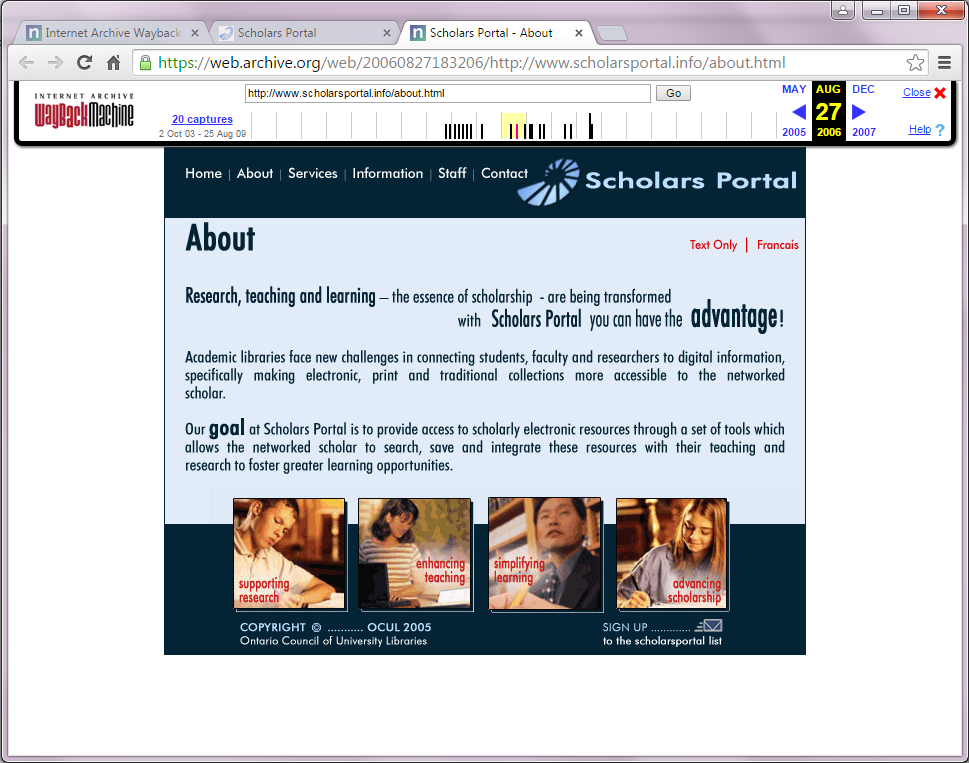 Internet Archive Wayback
Scholars Portal
Scholars Portal - About
https://web.archive.org/web/20060827183206/http://www.scholarsportal.info/about.html
INTERNET ARCHIVE
WayBackMachine
http://www.scholarsportal.info/about.html
Go
20 captures
2 Oct 03 - 25 Aug 09
MAY AUG DEC
27
2005 2006 2007
Close
Help ?
Home | About | Services | Information | Staff | Contact
Scholars Portal
About
Text Only | Francais
Research, teaching and learning – the essence of scholarship - are being transformed
with Scholars Portal you can have the advantage!
Academic libraries face new challenges in connecting students, faculty and researchers to digital information,
specifically making electronic, print and traditional collections more accessible to the networked
scholar.
Our goal at Scholars Portal is to provide access to scholarly electronic resources through a set of tools which
allows the networked scholar to search, save and integrate these resources with their teaching and
research to foster greater learning opportunities.
supporting
research
enhancing
teaching
simplifying
learning
advancing
scholarship
COPYRIGHT © ........... OCUL 2005
Ontario Council of University Libraries
SIGN UP .............
to the scholarsportal list